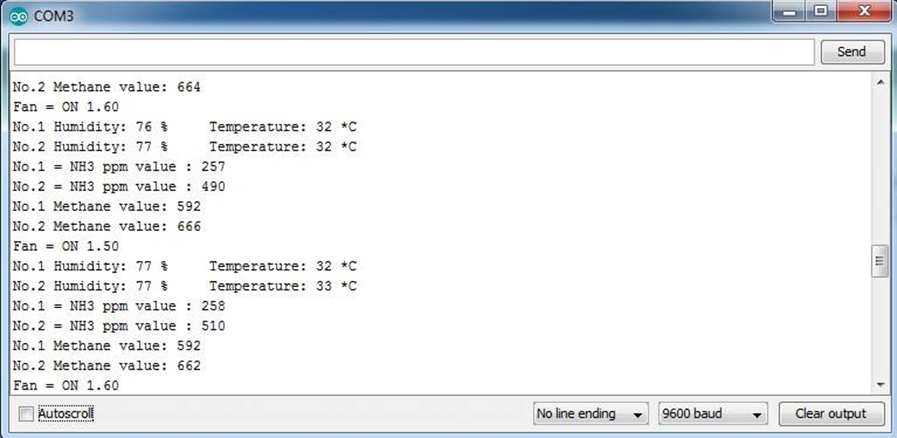 COM3
Send
No.2 Methane value: 664
Fan = ON 1.60
No.1 Humidity: 76 %     Temperature: 32 *C
No.2 Humidity: 77 %     Temperature: 32 *C
No.1 = NH3 ppm value : 257
No.2 = NH3 ppm value : 490
No.1 Methane value: 592
No.2 Methane value: 666
Fan = ON 1.50
No.1 Humidity: 77 %     Temperature: 32 *C
No.2 Humidity: 77 %     Temperature: 33 *C
No.1 = NH3 ppm value : 258
No.2 = NH3 ppm value : 510
No.1 Methane value: 592
No.2 Methane value: 662
Fan = ON 1.60
Autoscroll No line ending 9600 baud Clear output